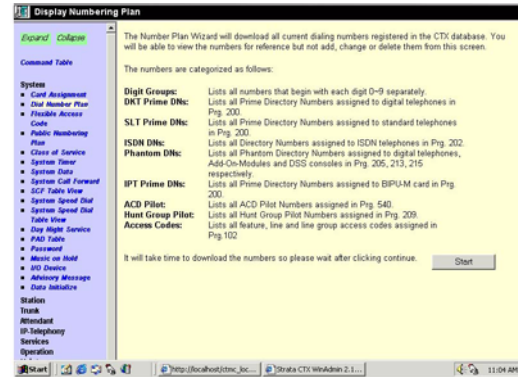 Display Numbering Plan
Expand Collapse
Command Table
System
Card Assignment
Dial Number Plan
Flexible Access
Code
Public Numbering
Plan
Class of Service
System Timer
System Data
System Call Forward
SCF Table View
System Speed Dial
System Speed Dial
Table View
Day Night Service
PAD Table
Password
Music on Hold
I/O Device
Advisory Message
Data Initialize
Station
Trunk
Attendant
IP-Telephony
Services
Operation
The Number Plan Wizard will download all current dialing numbers registered in the CTX database. You
will be able to view the numbers for reference but not add, change or delete them from this screen.
The numbers are categorized as follows:
Digit Groups: Lists all numbers that begin with each digit 0~9 separately.
DKT Prime DNs: Lists all Prime Directory Numbers assigned to digital telephones in
Prg. 200.
SLT Prime DNs: Lists all Prime Directory Numbers assigned to standard telephones
in Prg. 200.
ISDN DNs: Lists all Directory Numbers assigned to ISDN telephones in Prg. 202.
Phantom DNs: Lists all Phantom Directory Numbers assigned to digital telephones,
Add-On-Modules and DSS consoles in Prg. 205, 213, 215
respectively.
IPT Prime DNs: Lists all Prime Directory Numbers assigned to BIPU-M card in Prg.
200.
ACD Pilot: Lists all ACD Pilot Numbers assigned in Prg. 540.
Hunt Group Pilot: Lists all Hunt Group Pilot Numbers assigned in Prg. 209.
Access Codes: Lists all feature, line and line group access codes assigned in
Prg.102
It will take time to download the numbers so please wait after clicking continue.
Start
Start
http://localhost/ctmc_loc...
Strata CTX WinAdmin 2.1...
11:04 AM